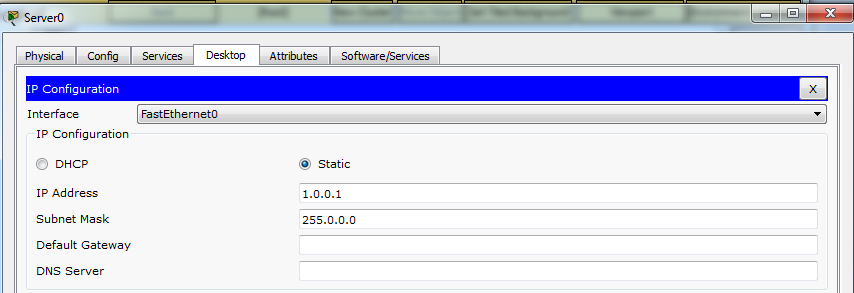 Server0
Physical Config Services Desktop Attributes Software/Services
IP Configuration X
Interface FastEthernet0
IP Configuration
DHCP Static
IP Address 1.0.0.1
Subnet Mask 255.0.0.0
Default Gateway
DNS Server